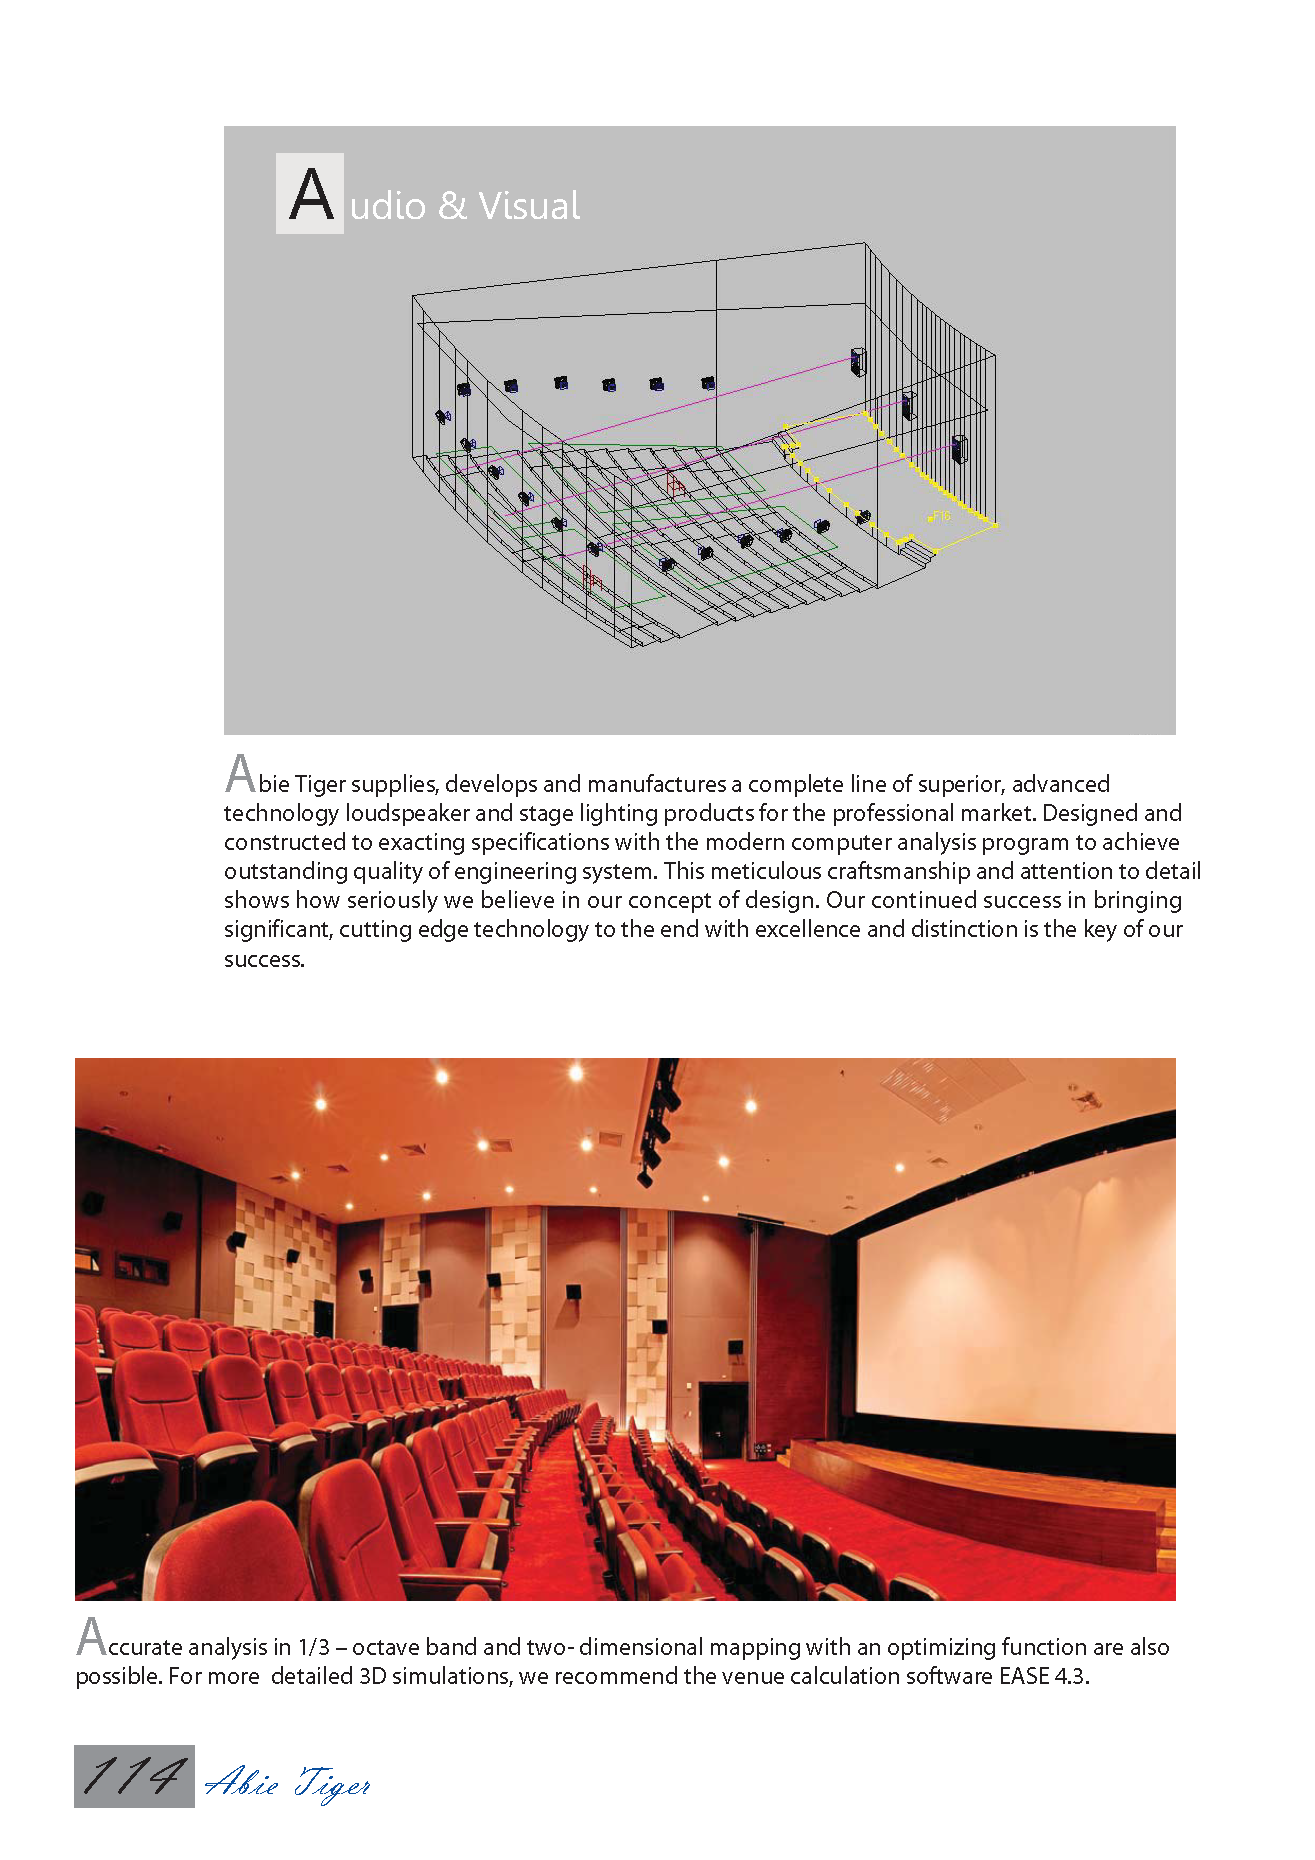 Audio & Visual
F16
Abie Tiger supplies, develops and manufactures a complete line of superior, advanced
technology loudspeaker and stage lighting products for the professional market. Designed and
constructed to exacting specifications with the modern computer analysis program to achieve
outstanding quality of engineering system. This meticulous craftsmanship and attention to detail
shows how seriously we believe in our concept of design. Our continued success in bringing
significant, cutting edge technology to the end with excellence and distinction is the key of our
success.
Accurate analysis in 1/3 – octave band and two- dimensional mapping with an optimizing function are also
possible. For more  detailed 3D simulations, we recommend the venue calculation software EASE 4.3.
114 Abie Tiger